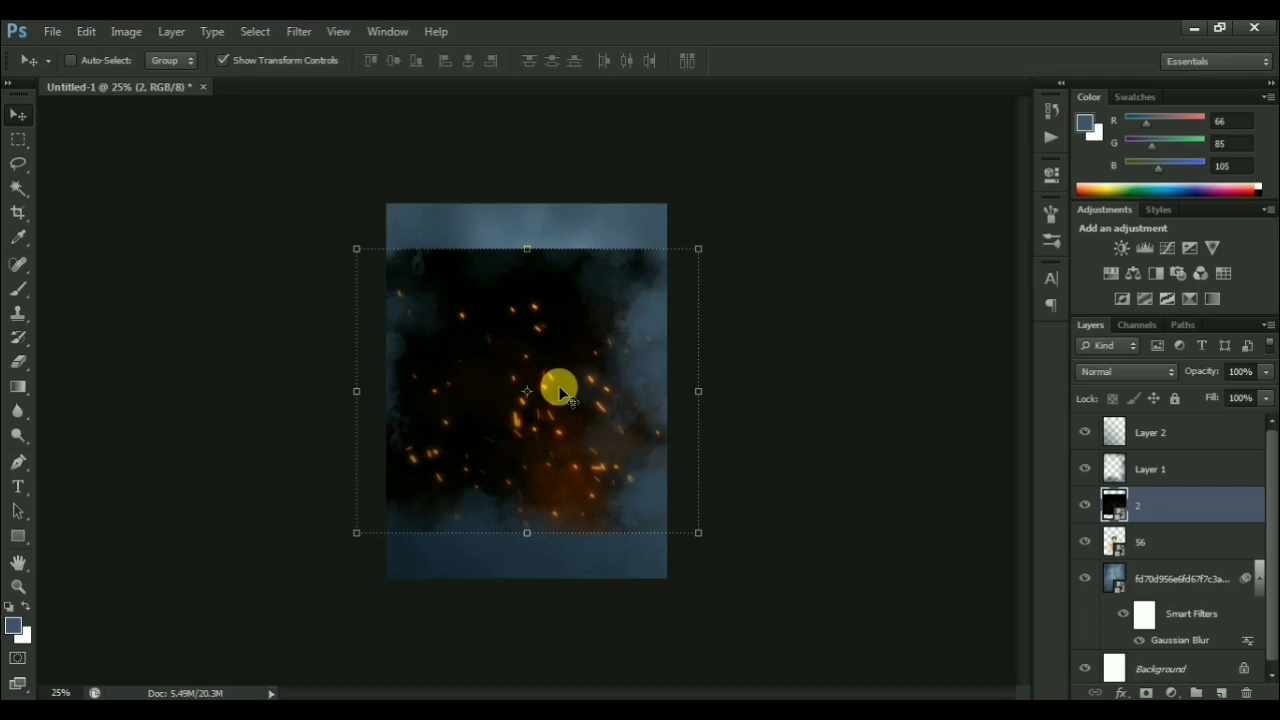 Ps File Edit Image Layer Type Select Filter View Window Help
Auto-Select: Group Show Transform Controls Essentials
Untitled-1 @ 25% (2, RGB/8) * ×
Color Swatches
R 66
G 85
B 105
Adjustments Styles
Add an adjustment
Layers Channels Paths
Kind
Normal Opacity: 100%
Lock: Fill: 100%
Layer 2
Layer 1
2
56
fd70d956e6fd67f7c3a...
Smart Filters
Gaussian Blur
Background
25% Doc: 5.49M/20.3M